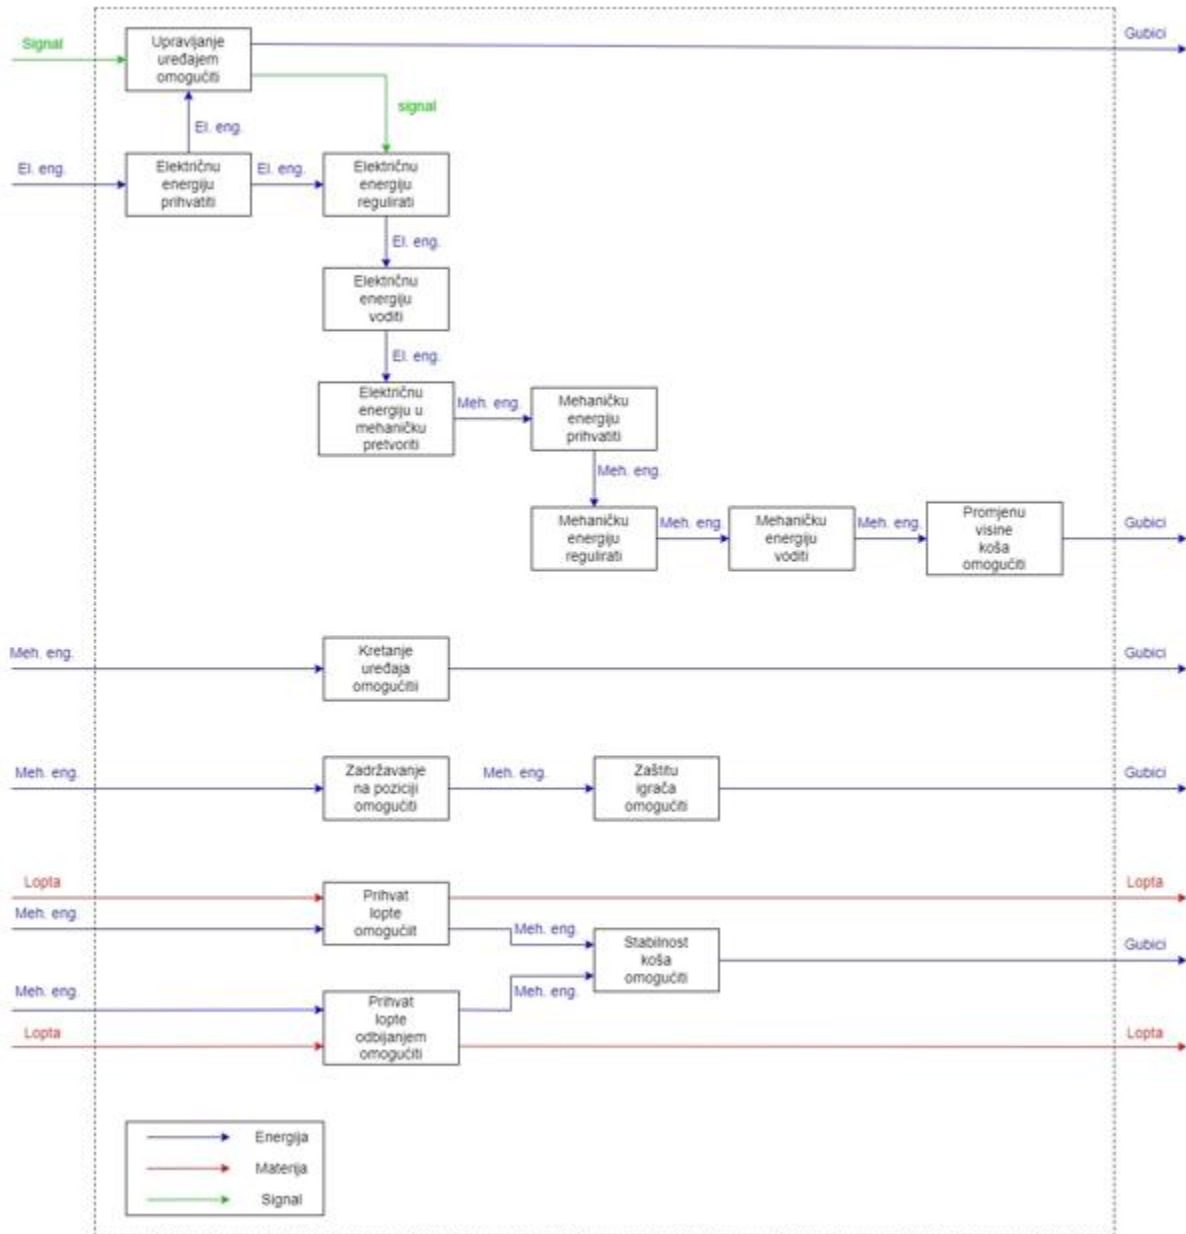 Signal
Upravljanje
uređajem
omogućiti
Gubici
signal
El. eng.
El. eng.
Električnu
energiju
prihvatiti
El. eng.
Električnu
energiju
regulirati
El. eng.
Električnu
energiju
voditi
El. eng.
Električnu
energiju u
mehaničku
pretvoriti
Meh. eng.
Mehaničku
energiju
prihvatiti
Meh. eng.
Mehaničku
energiju
regulirati
Meh. eng.
Mehaničku
energiju
voditi
Meh. eng.
Promjenu
visine
koša
omogućiti
Gubici
Meh. eng.
Kretanje
uređaja
omogućitii
Gubici
Meh. eng.
Zadržavanje
na poziciji
omogućiti
Meh. eng.
Zaštitu
igrača
omogućiti
Gubici
Lopta
Meh. eng.
Prihvat
lopte
omogućiit
Lopta
Meh. eng.
Stabilnost
koša
omogućiti
Gubici
Meh. eng.
Meh. eng.
Lopta
Prihvat
lopte
odbijanjem
omogućiti
Lopta
Energija
Materija
Signal